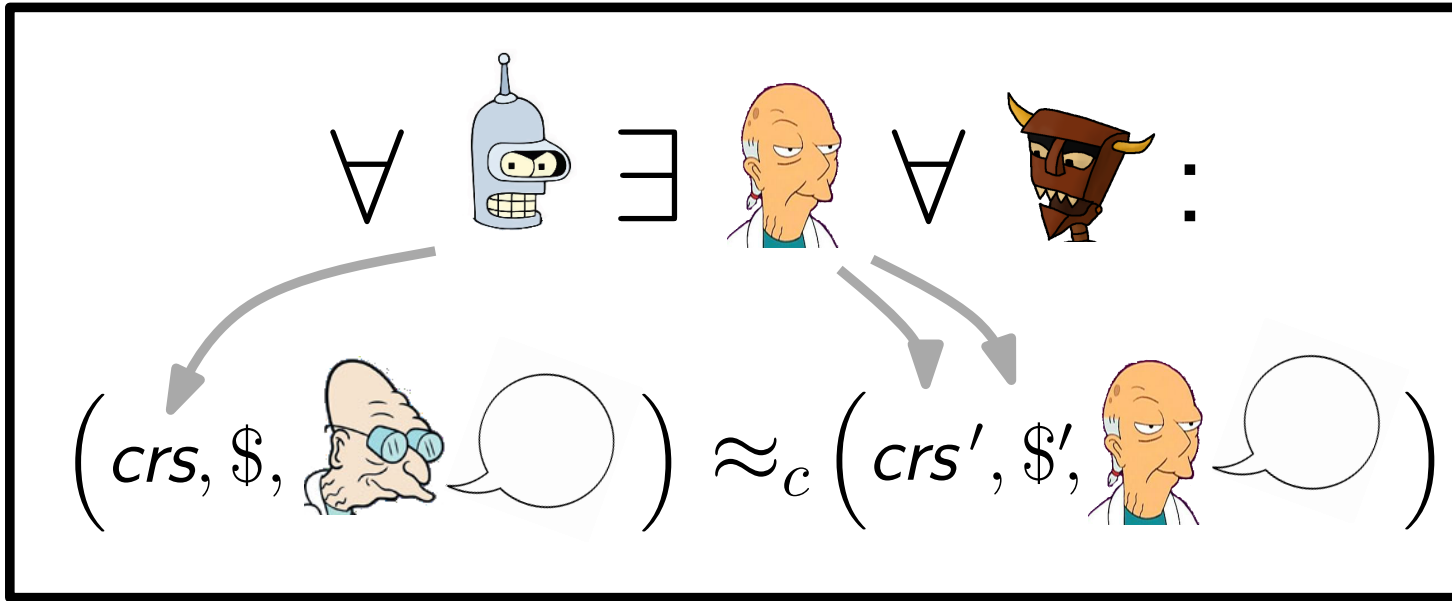 ∀ ∃ ∀ :
(crs, $, ) ≈c (crs′, $′, )